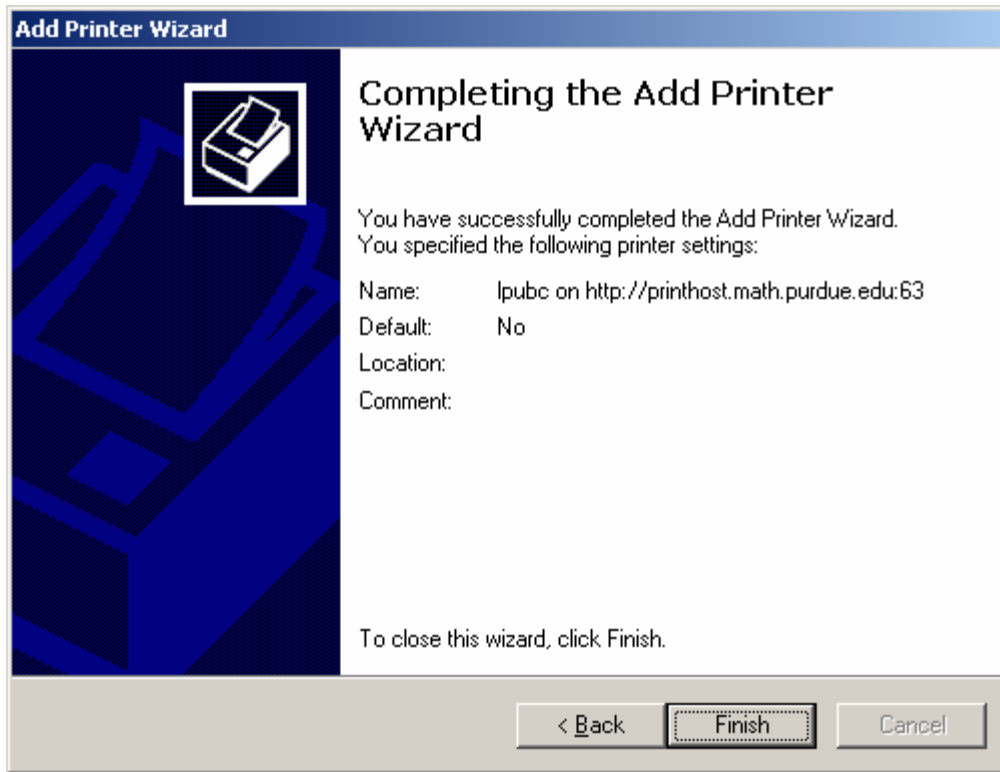 Add Printer Wizard
Completing the Add Printer
Wizard
You have successfully completed the Add Printer Wizard.
You specified the following printer settings:
Name: lpubc on http://printhost.math.purdue.edu:63
Default: No
Location:
Comment:
To close this wizard, click Finish.
< Back Finish Cancel